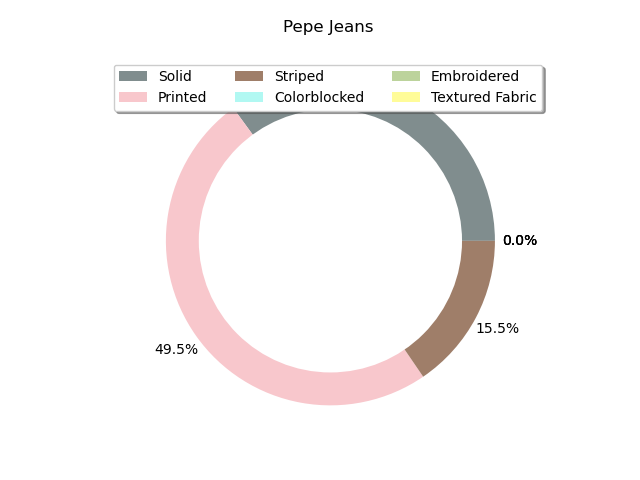 Pepe Jeans
Solid Striped Embroidered
Printed Colorblocked Textured Fabric
0.0%
15.5%
49.5%